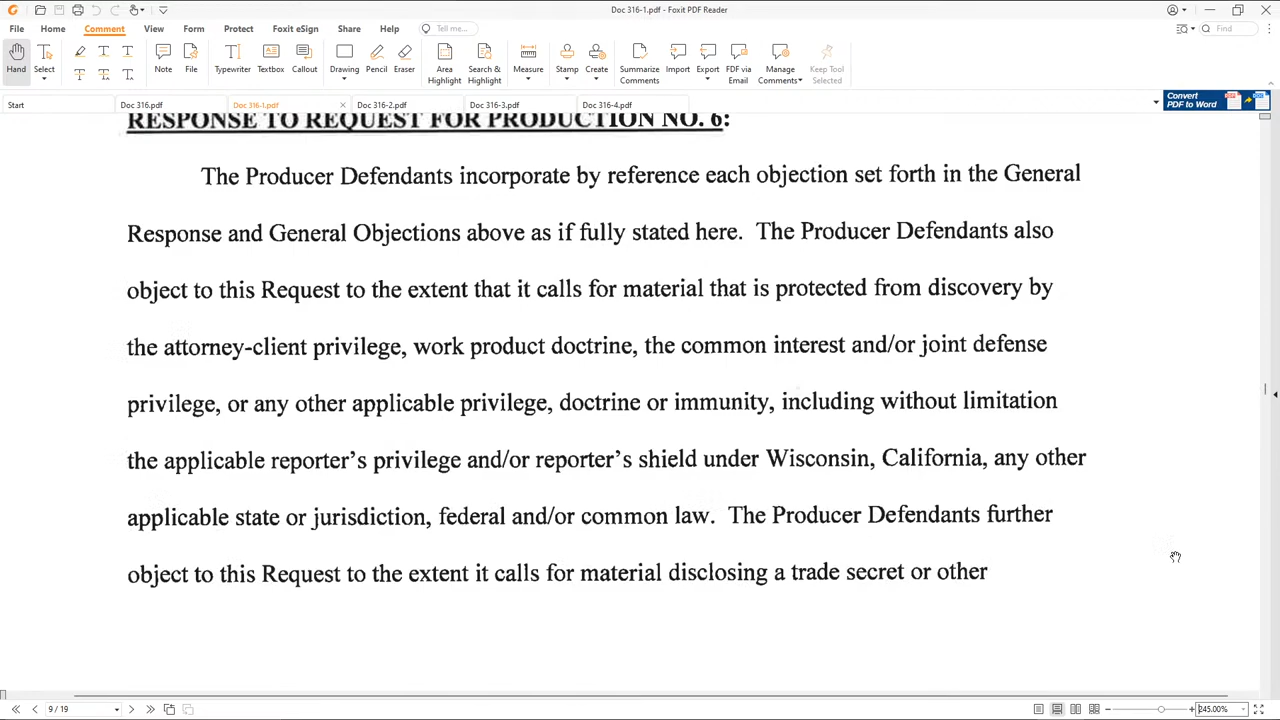 Doc 316-1.pdf - Foxit PDF Reader
File Home Comment View Form Protect Foxit eSign Share Help Tell me...
Find
Hand Select Note File Typewriter Textbox Callout Drawing Pencil Eraser Area Highlight Search & Highlight Measure Stamp Create Summarize Comments Import Export FDF via Email Manage Comments Keep Tool Selected
Start Doc 316.pdf Doc 316-1.pdf Doc 316-2.pdf Doc 316-3.pdf Doc 316-4.pdf
Convert PDF to Word
RESPONSE TO REQUEST FOR PRODUCTION NO. 6:
The Producer Defendants incorporate by reference each objection set forth in the General
Response and General Objections above as if fully stated here. The Producer Defendants also
object to this Request to the extent that it calls for material that is protected from discovery by
the attorney-client privilege, work product doctrine, the common interest and/or joint defense
privilege, or any other applicable privilege, doctrine or immunity, including without limitation
the applicable reporter's privilege and/or reporter's shield under Wisconsin, California, any other
applicable state or jurisdiction, federal and/or common law. The Producer Defendants further
object to this Request to the extent it calls for material disclosing a trade secret or other
9 / 19
245.00%